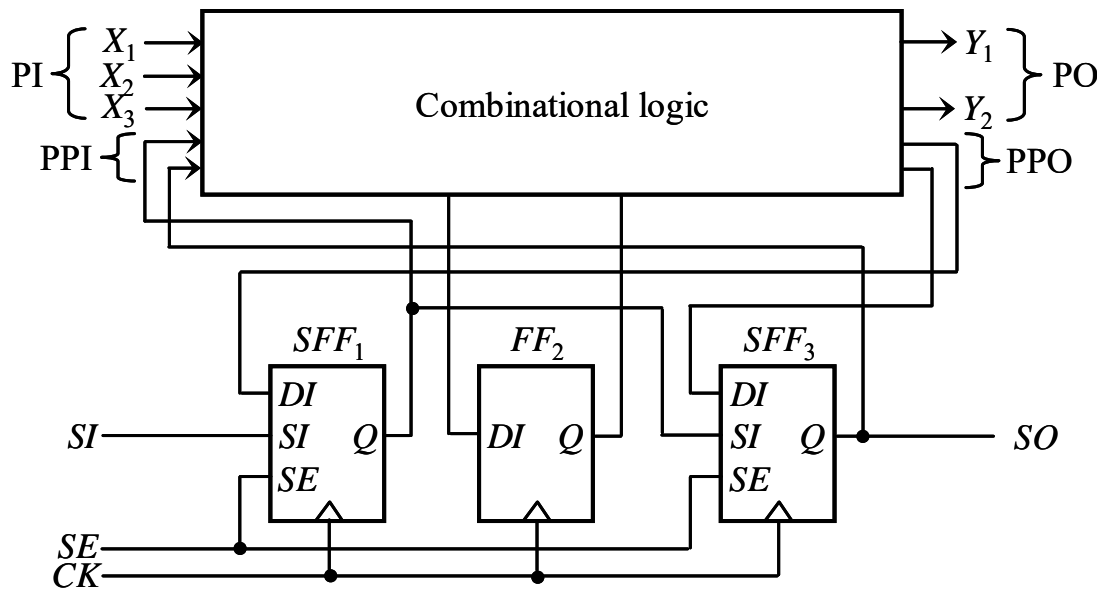 PI
X1
X2
X3
PPI
Combinational logic
Y1
Y2
PO
PPO
SFF1
FF2
SFF3
DI
SI
SE
Q
DI
Q
DI
SI
SE
Q
SI
SO
SE
CK